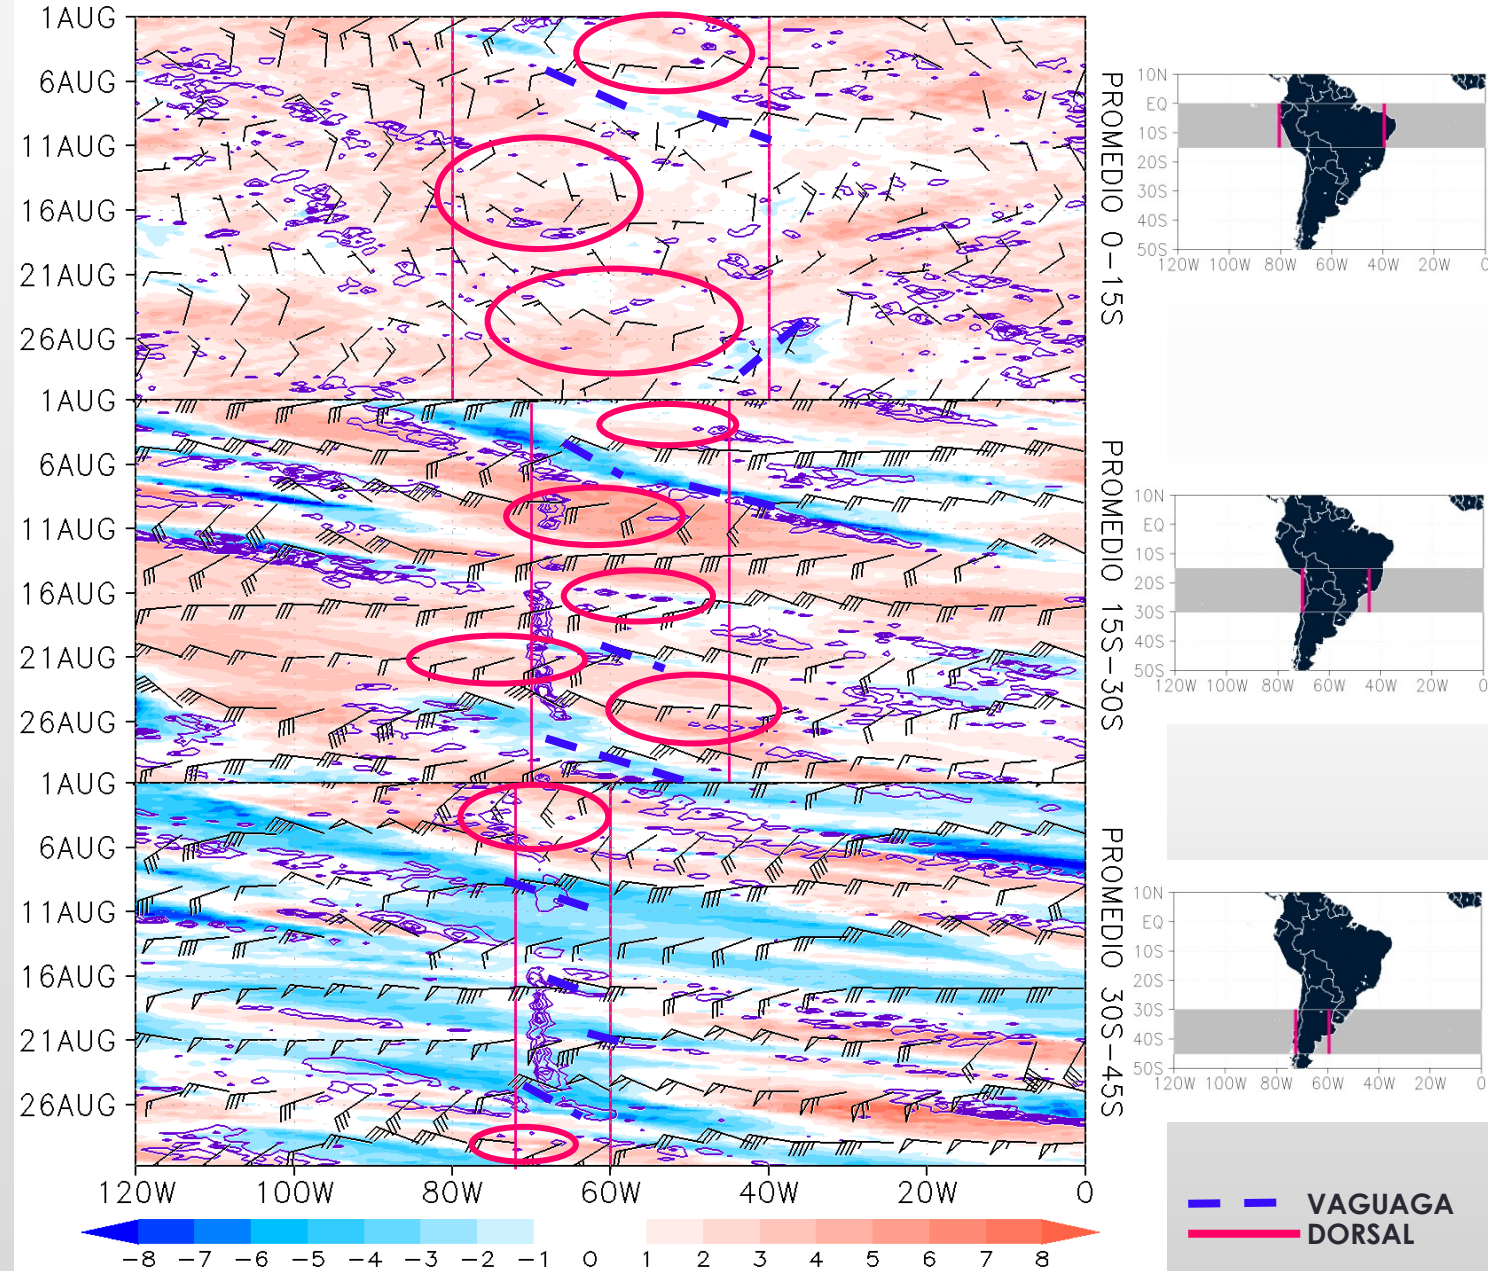 1AUG
6AUG
11AUG
16AUG
21AUG
26AUG
PROMEDIO 0-15S
10N
EQ
10S
20S
30S
40S
50S
120W 100W 80W 60W 40W 20W 0
1AUG
6AUG
11AUG
16AUG
21AUG
26AUG
PROMEDIO 15S-30S
10N
EQ
10S
20S
30S
40S
50S
120W 100W 80W 60W 40W 20W 0
1AUG
6AUG
11AUG
16AUG
21AUG
26AUG
PROMEDIO 30S-45S
10N
EQ
10S
20S
30S
40S
50S
120W 100W 80W 60W 40W 20W 0
120W 100W 80W 60W 40W 20W 0
-8 -7 -6 -5 -4 -3 -2 -1 0 1 2 3 4 5 6 7 8
VAGUAGA
DORSAL